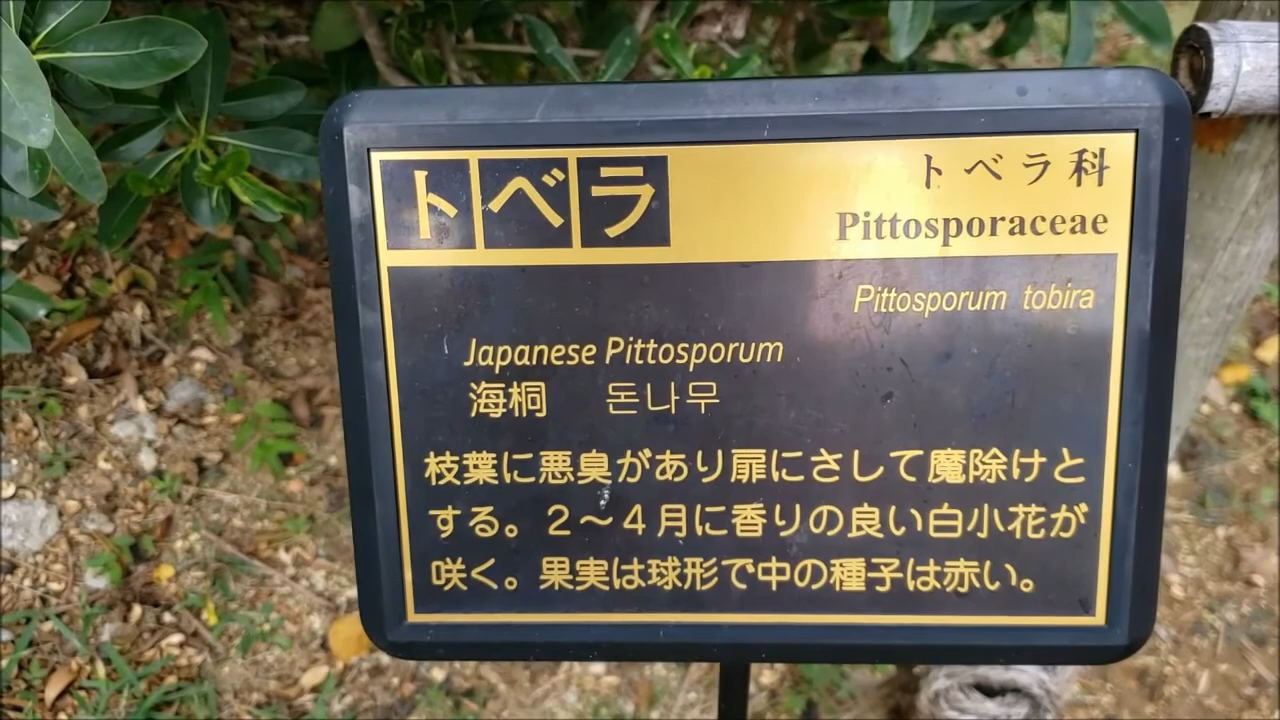 トベラ
トベラ科
Pittosporaceae
Pittosporum tobira
Japanese Pittosporum
海桐 돈나무
枝葉に悪臭があり扉にさして魔除けと
する。２～４月に香りの良い白小花が
咲く。果実は球形で中の種子は赤い。